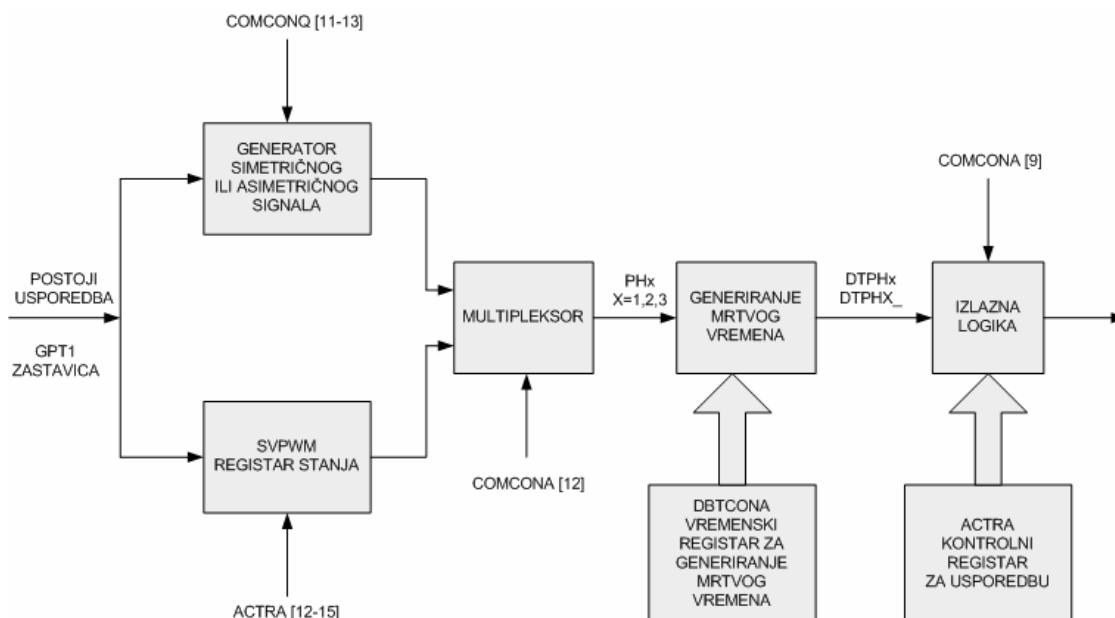 COMCONQ [11-13]
GENERATOR
SIMETRIČNOG
ILI ASIMETRIČNOG
SIGNALA
COMCONA [9]
POSTOJI
USPOREDBA
GPT1
ZASTAVICA
MULTIPLEKSOR
PHx
X=1,2,3
GENERIRANJE
MRTVOG
VREMENA
DTPHx
DTPHX_
IZLAZNA
LOGIKA
SVPWM
REGISTAR STANJA
COMCONA [12]
DBTCONA
VREMENSKI
REGISTAR ZA
GENERIRANJE
MRTVOG
VREMENA
ACTRA
KONTROLNI
REGISTAR
ZA USPOREDBU
ACTRA [12-15]